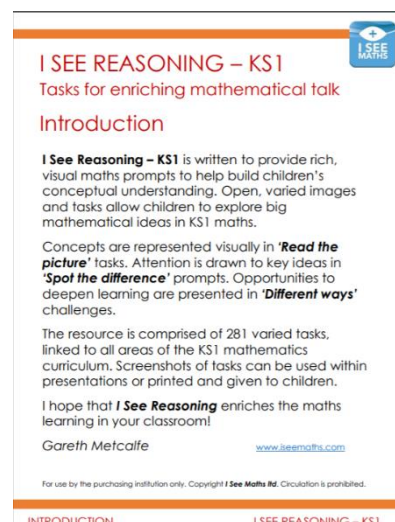 I SEE
MATHS
I SEE REASONING – KS1
Tasks for enriching mathematical talk
Introduction
I See Reasoning – KS1 is written to provide rich,
visual maths prompts to help build children's
conceptual understanding. Open, varied images
and tasks allow children to explore big
mathematical ideas in KS1 maths.
Concepts are represented visually in 'Read the
picture' tasks. Attention is drawn to key ideas in
'Spot the difference' prompts. Opportunities to
deepen learning are presented in 'Different ways'
challenges.
The resource is comprised of 281 varied tasks,
linked to all areas of the KS1 mathematics
curriculum. Screenshots of tasks can be used within
presentations or printed and given to children.
I hope that I See Reasoning enriches the maths
learning in your classroom!
Gareth Metcalfe www.iseemaths.com
For use by the purchasing institution only. Copyright I See Maths ltd. Circulation is prohibited.
INTRODUCTION I SEE REASONING – KS1